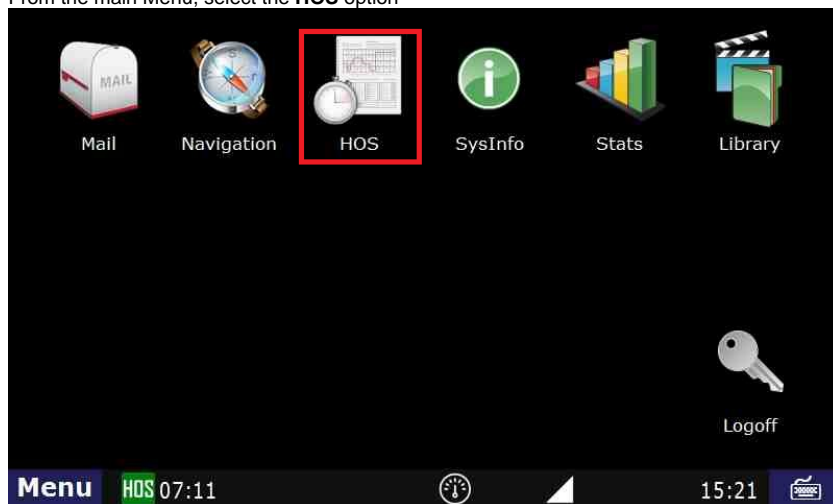 From the main Menu, select the HOS option
MAIL
Mail Navigation HOS SysInfo Stats Library
Logoff
Menu HOS 07:11 15:21